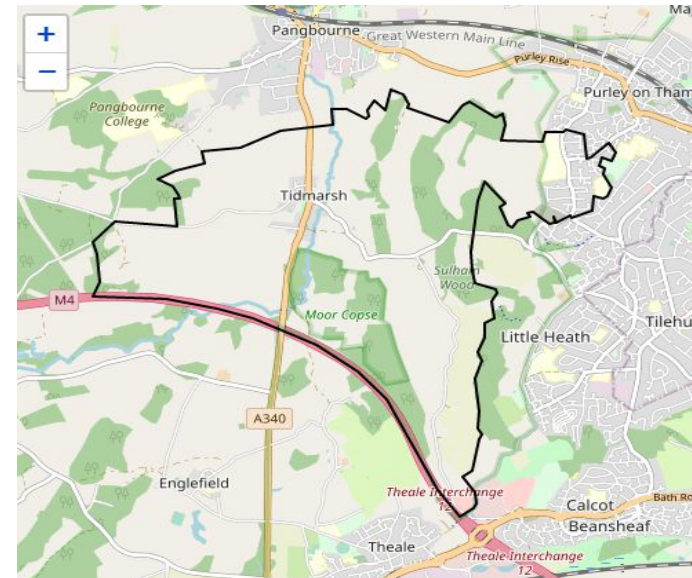 +
−
Pangbourne
Great Western Main Line
Ma
Purley Rise
Purley on Tham
Pangbourne
College
Tidmarsh
Sulham
Wood
M4
Moor Copse
Little Heath
Tilehu
A340
Englefield
Theale Interchange
12
Calcot
Bath Ro
Beansheaf
Theale
Theale Interchange
12